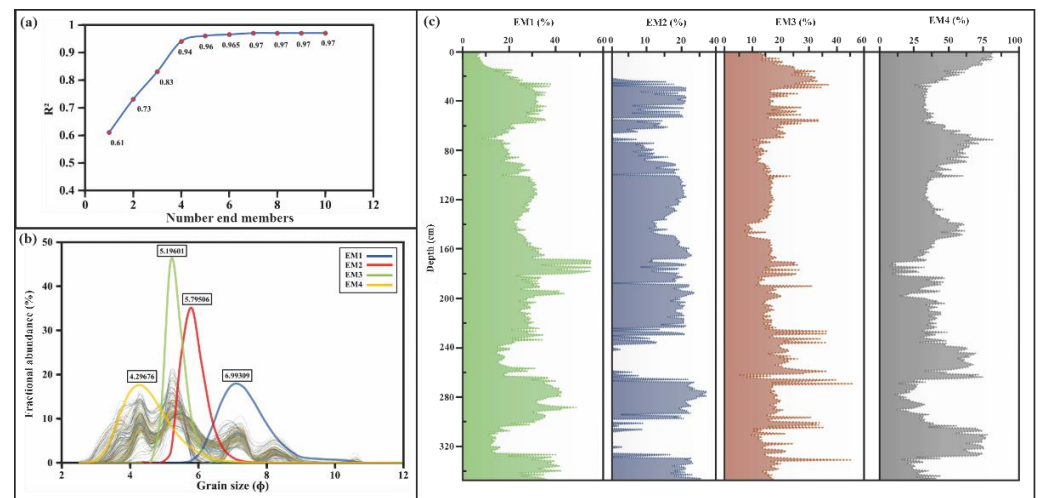 (a)
R²
1
0.9
0.8
0.7
0.6
0.5
0.4
0.61
0.73
0.83
0.94
0.96
0.965
0.97
0.97
0.97
0.97
0 2 4 6 8 10 12
Number end members
(b)
Fractional abundance (%)
50
40
30
20
10
0
5.19601
5.79506
4.29676
6.99309
EM1
EM2
EM3
EM4
2 4 6 8 10 12
Grain size (ϕ)
(c)
EM1 (%) EM2 (%) EM3 (%) EM4 (%)
0 20 40 60 0 10 30 40 0 15 30 45 60 0 25 50 75 100
Depth (cm)
0
40
80
120
160
200
240
280
320